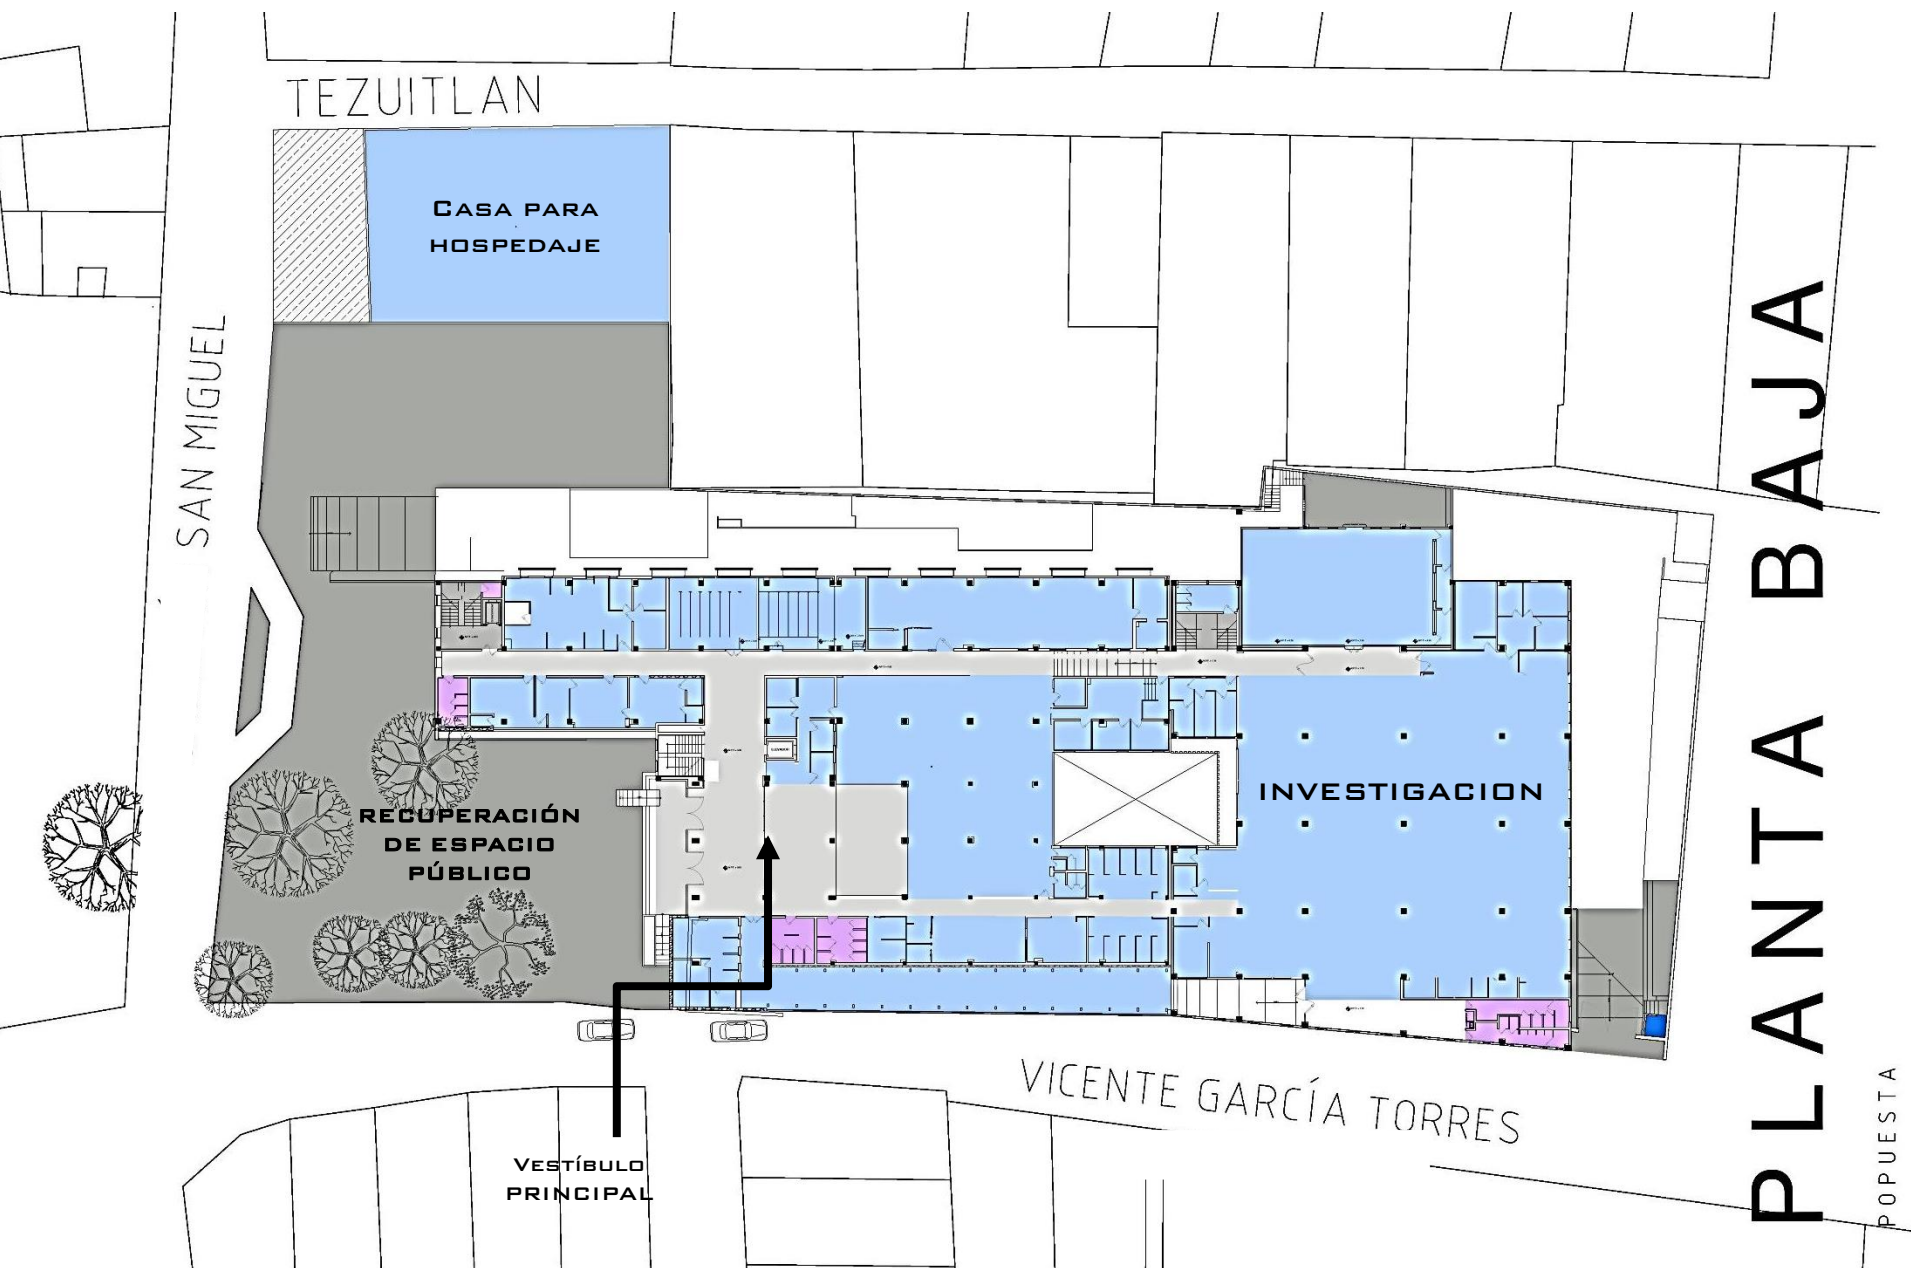 TEZUITLAN
CASA PARA
HOSPEDAJE
SAN MIGUEL
RECUPERACIÓN
DE ESPACIO
PÚBLICO
INVESTIGACION
VICENTE GARCÍA TORRES
VESTÍBULO
PRINCIPAL
PLANTA BAJA
POPUESTA